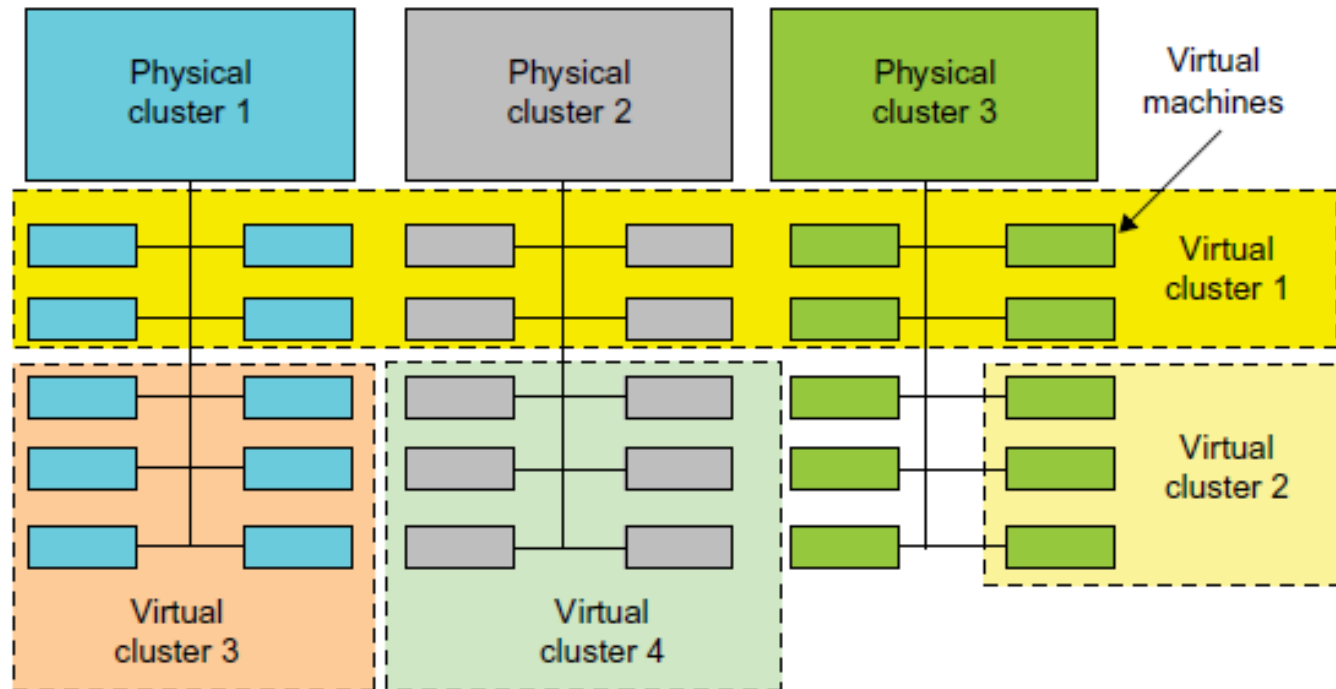 Physical
cluster 1
Physical
cluster 2
Physical
cluster 3
Virtual
machines
Virtual
cluster 1
Virtual
cluster 2
Virtual
cluster 3
Virtual
cluster 4